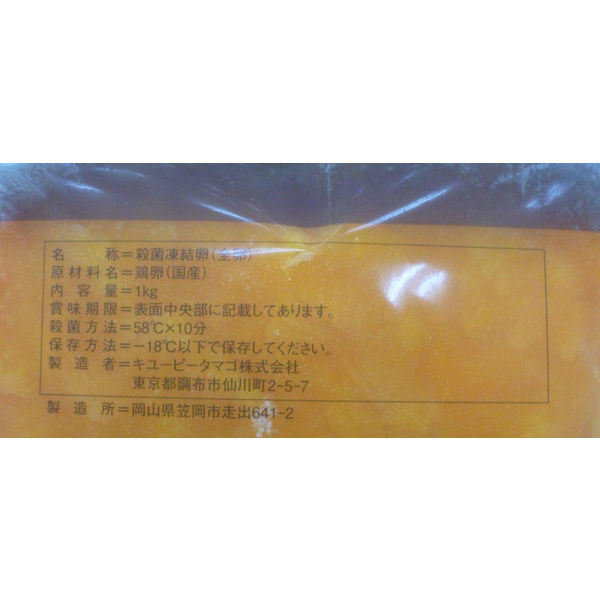 名称＝殺菌凍結卵（全卵）
原材料名＝鶏卵（国産）
内容量＝1kg
賞味期限＝表面中央部に記載してあります。
殺菌方法＝58℃×10分
保存方法＝−18℃以下で保存してください。
製造者＝キユーピータマゴ株式会社
東京都調布市仙川町2-5-7
製造所＝岡山県笠岡市走出641-2